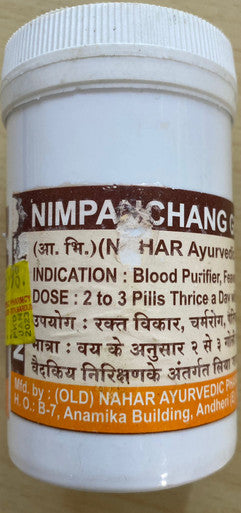 NIMPANCHANG G
(आ. भि.)(NAHAR Ayurvedic
INDICATION : Blood Purifier,
DOSE : 2 to 3 Pills Thrice a Day
उपयोग : रक्त विकार, चर्मरोग,
मात्रा : वय के अनुसार २ से ३
वैदकिय निरिक्षणके अंतर्गत लिया
Mfd. by : (OLD) NAHAR AYURVEDIC
H. O.: B-7, Anamika Building, Andheri